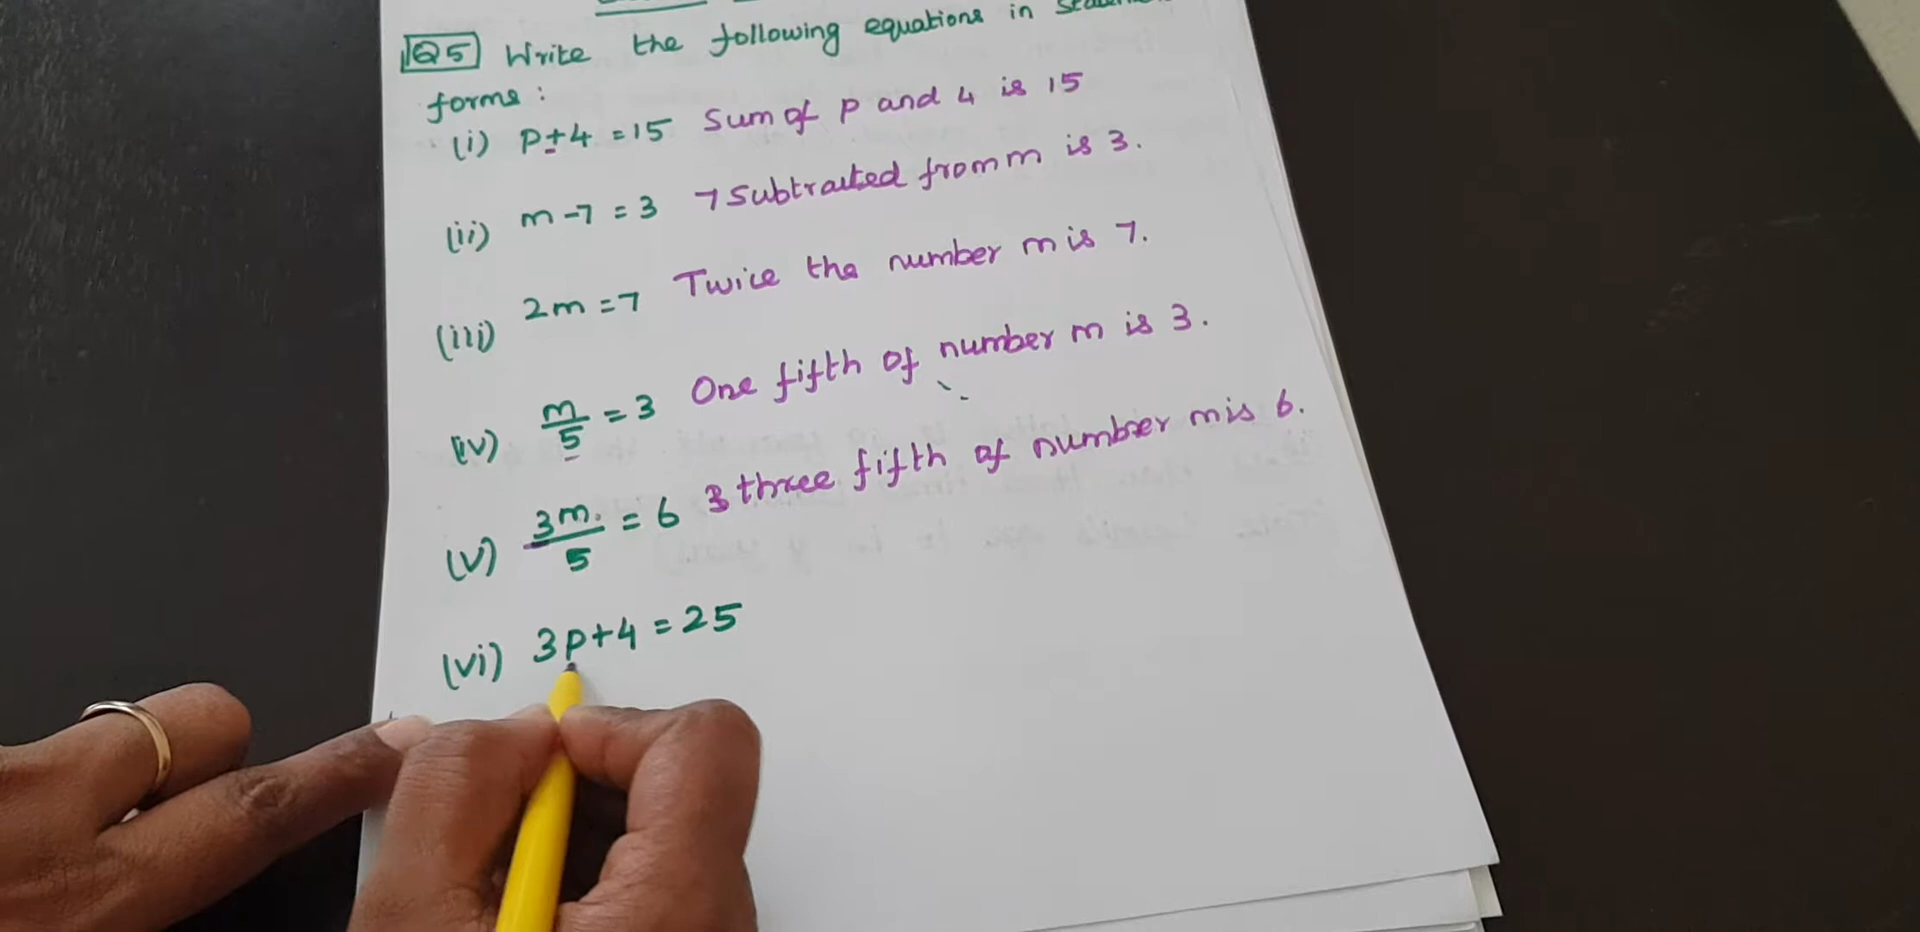 Q5 Write the following equations in
forms :
(i) p+4 = 15 Sum of p and 4 is 15
(ii) m - 7 = 3 7 Subtracted from m is 3.
(iii) 2m = 7 Twice the number m is 7.
(iv) m/5 = 3 One fifth of number m is 3.
(v) 3m/5 = 6 3 three fifth of number m is 6.
(vi) 3p+4 = 25